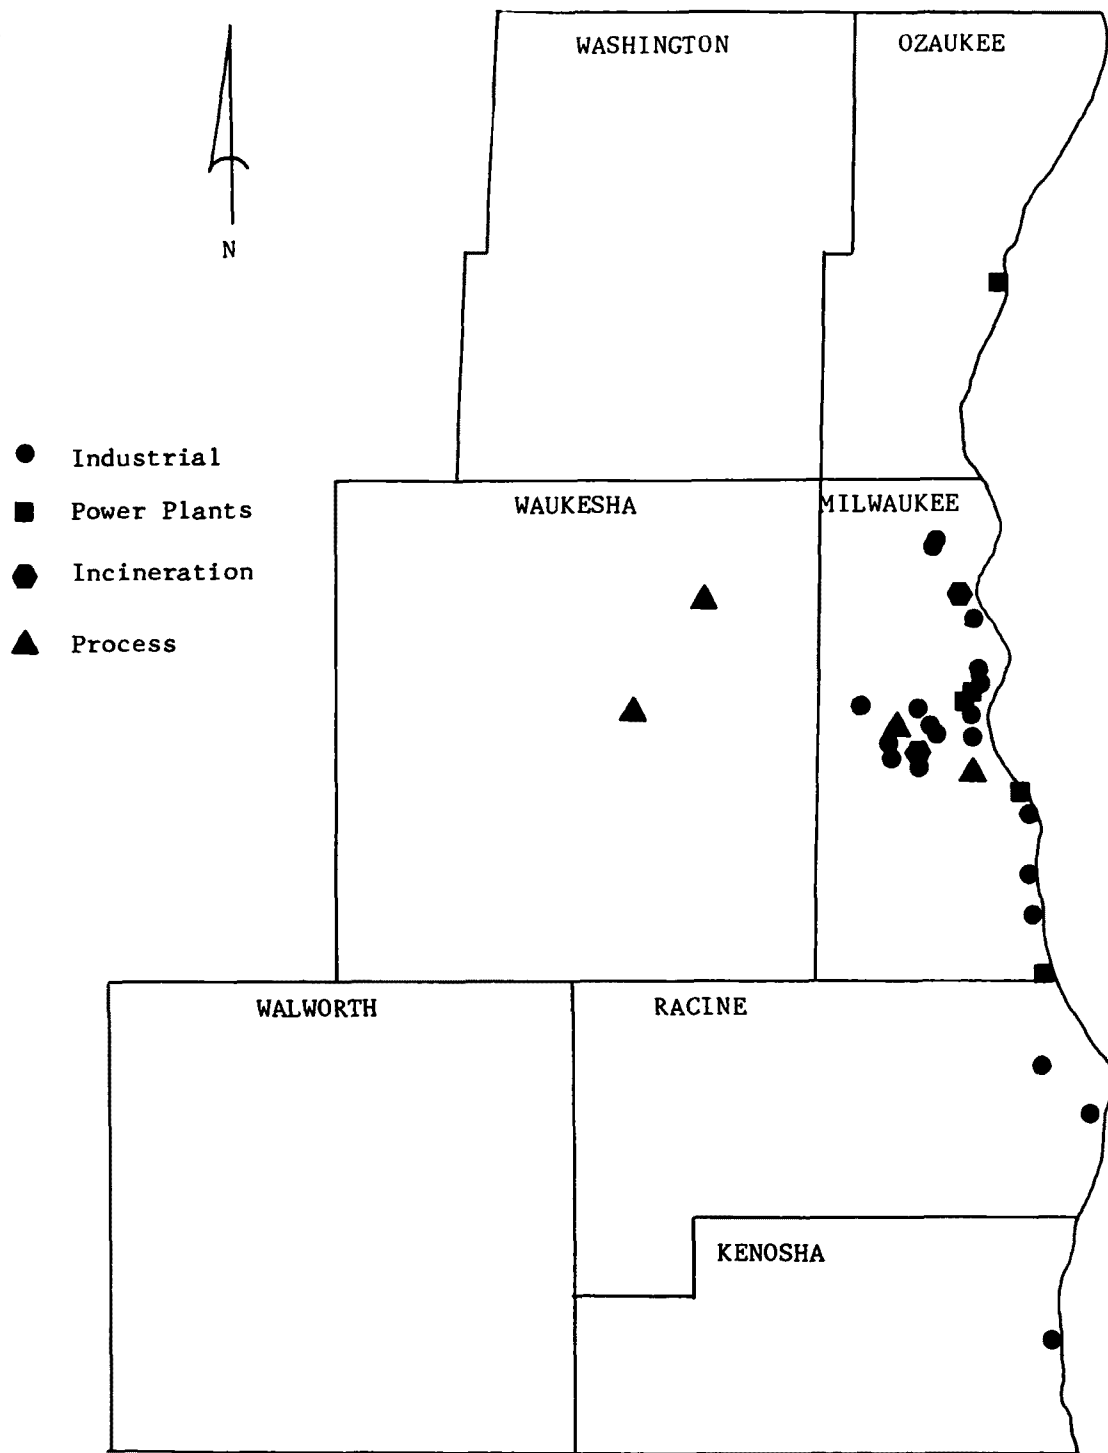 WASHINGTON
OZAUKEE
N
Industrial
Power Plants
Incineration
Process
WAUKESHA
MILWAUKEE
WALWORTH
RACINE
KENOSHA